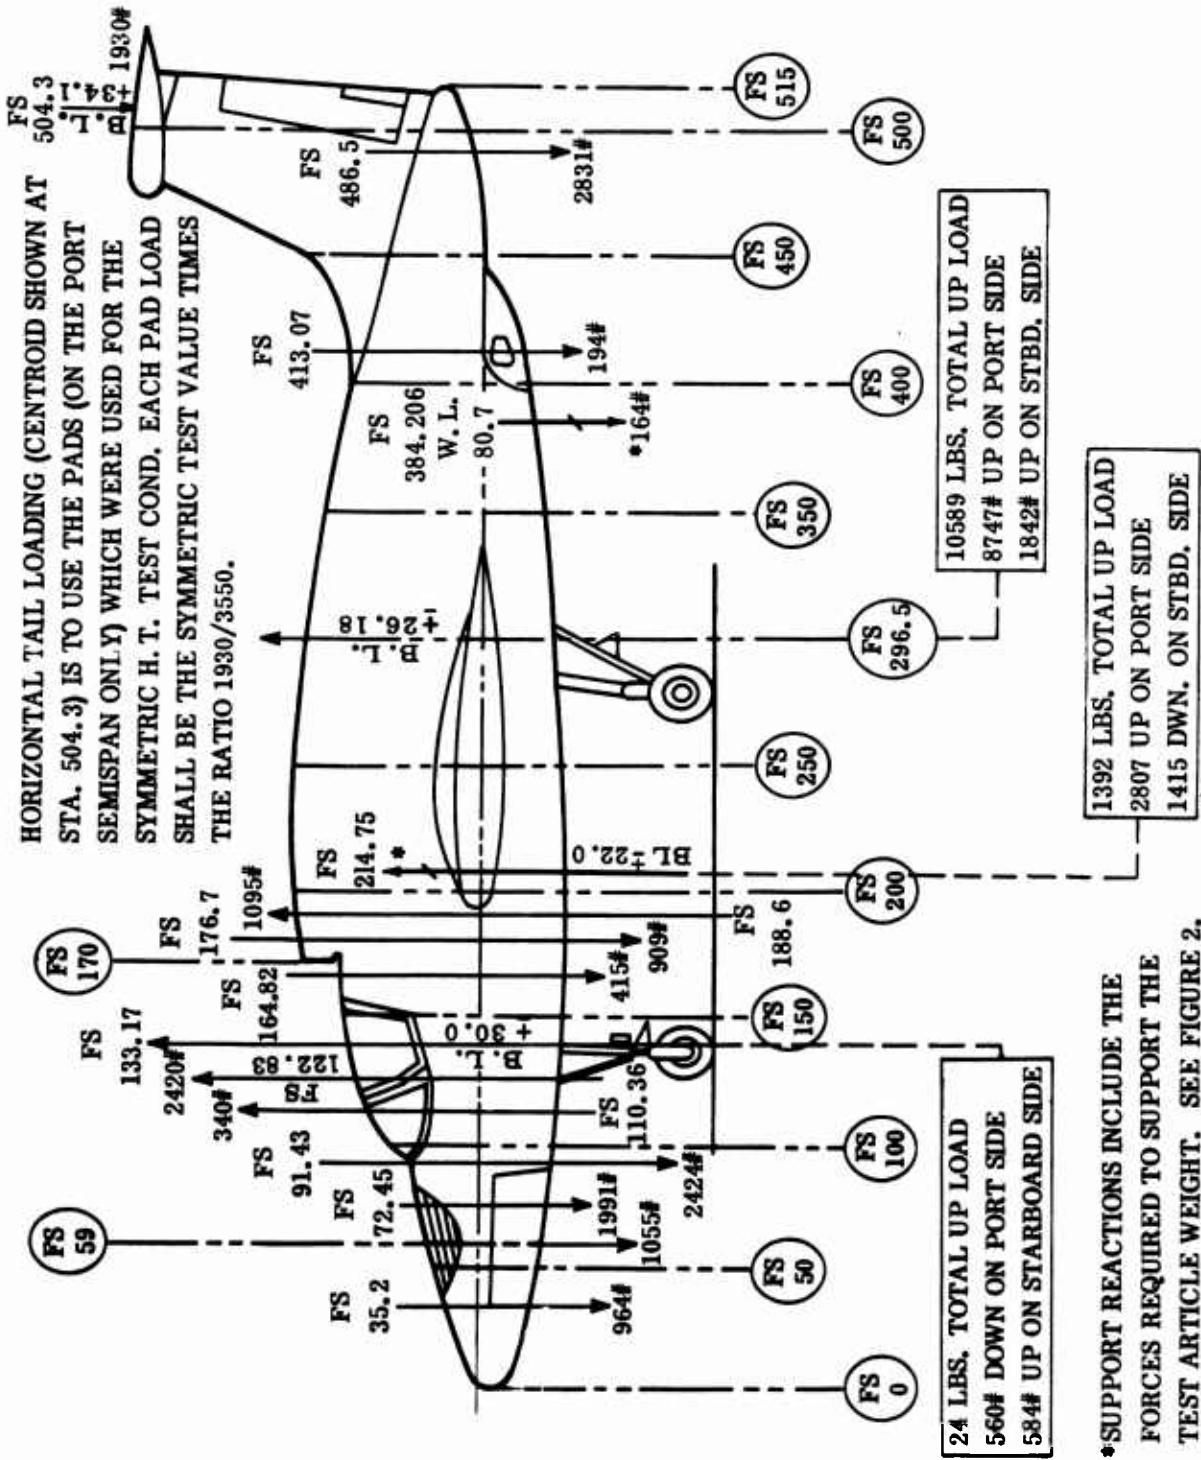 HORIZONTAL TAIL LOADING (CENTROID SHOWN AT
STA. 504.3) IS TO USE THE PADS (ON THE PORT
SEMISPAN ONLY) WHICH WERE USED FOR THE
SYMMETRIC H. T. TEST COND. EACH PAD LOAD
SHALL BE THE SYMMETRIC TEST VALUE TIMES
THE RATIO 1930/3550.
FS
504.3
B. L.
+34.1
1930#
FS
486.5
2831#
FS
515
FS
500
FS
450
FS
413.07
194#
FS
400
FS
384.206
W. L.
80.7
*164#
FS
350
B. L.
±26.18
FS
296.5
10589 LBS. TOTAL UP LOAD
8747# UP ON PORT SIDE
1842# UP ON STBD. SIDE
FS
250
FS
214.75
*
BL ±22.0
1392 LBS. TOTAL UP LOAD
2807 UP ON PORT SIDE
1415 DWN. ON STBD. SIDE
FS
200
1095#
FS
188.6
FS
176.7
909#
FS
170
FS
164.82
415#
FS
150
FS
133.17
B. L.
±30.0
2420#
FS
122.83
340#
FS
110.36
FS
100
FS
91.43
2424#
FS
72.45
1991#
FS
59
1055#
FS
50
FS
35.2
964#
FS
0
24 LBS. TOTAL UP LOAD
560# DOWN ON PORT SIDE
584# UP ON STARBOARD SIDE
*SUPPORT REACTIONS INCLUDE THE
FORCES REQUIRED TO SUPPORT THE
TEST ARTICLE WEIGHT. SEE FIGURE 2.